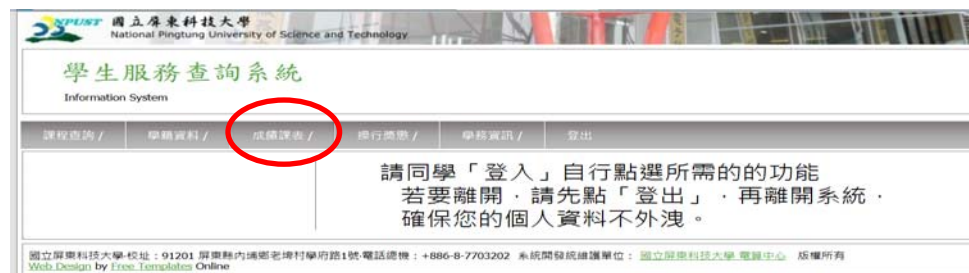 NPUST 國立屏東科技大學
National Pingtung University of Science and Technology
學生服務查詢系統
Information System
課程查詢 / 學籍資料 / 成績課表 / 操行獎懲 / 學務資訊 / 登出
請同學「登入」自行點選所需的的功能
若要離開，請先點「登出」，再離開系統，
確保您的個人資料不外洩。
國立屏東科技大學-校址：91201 屏東縣內埔鄉老埤村學府路1號-電話總機：+886-8-7703202 系統開發統維護單位： 國立屏東科技大學 電算中心 版權所有
Web Design by Free Templates Online